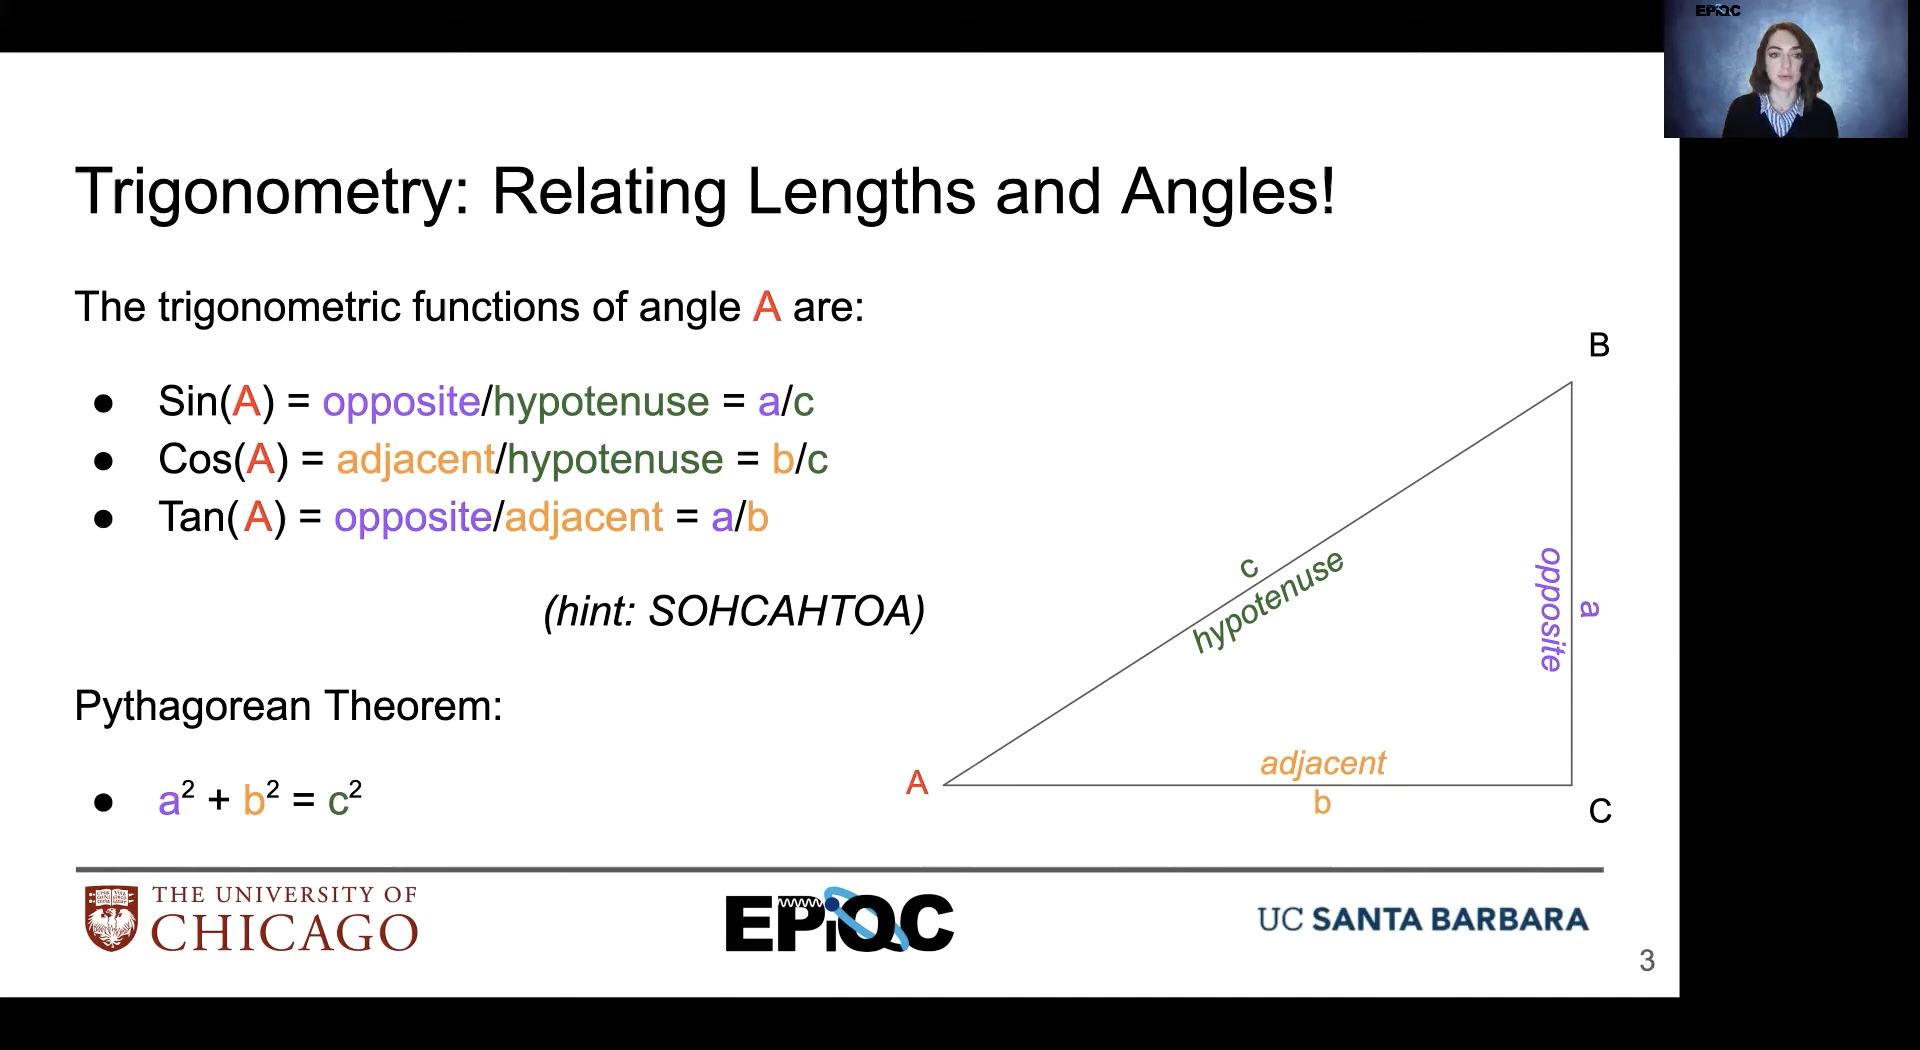 EPiQC
Trigonometry: Relating Lengths and Angles!
The trigonometric functions of angle A are:
● Sin(A) = opposite/hypotenuse = a/c
● Cos(A) = adjacent/hypotenuse = b/c
● Tan(A) = opposite/adjacent = a/b
(hint: SOHCAHTOA)
Pythagorean Theorem:
● a² + b² = c²
B
c
hypotenuse
opposite
a
A
adjacent
b
C
THE UNIVERSITY OF
CHICAGO
EPiQC
UC SANTA BARBARA
3